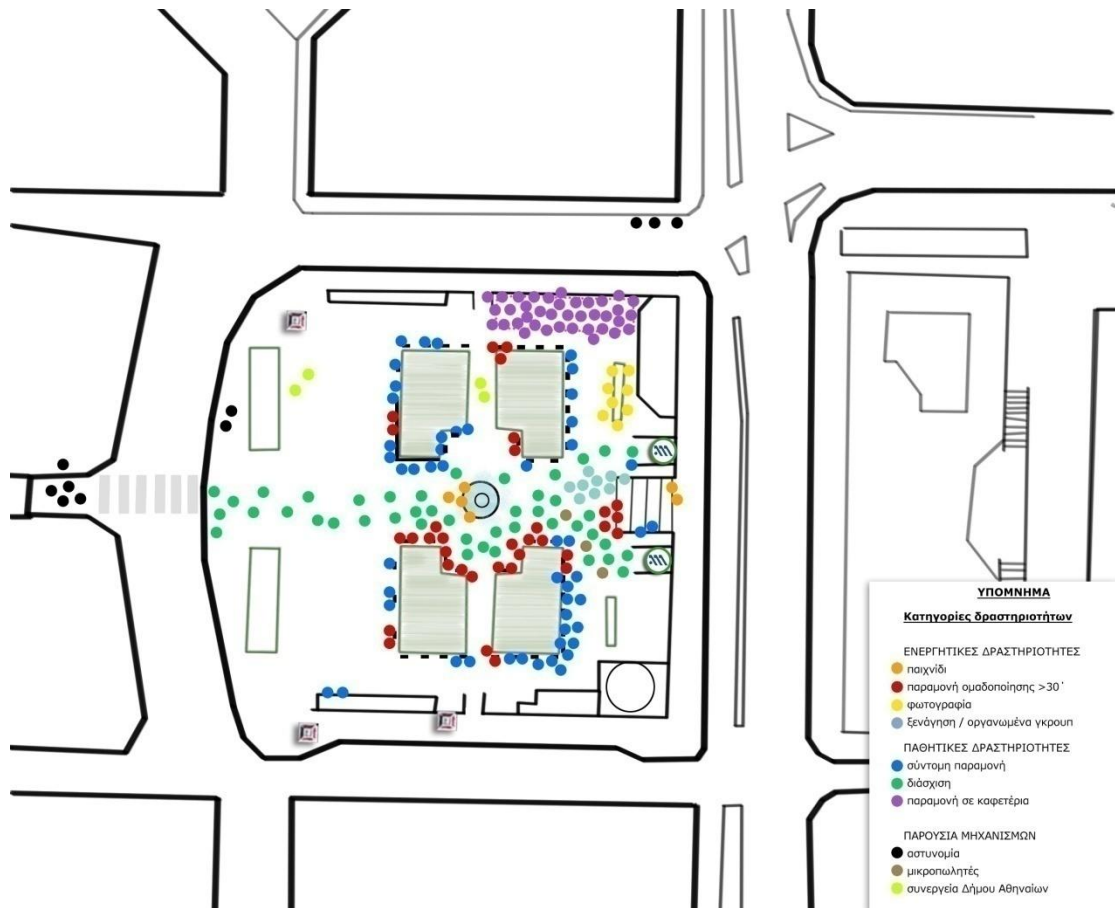 ΥΠΟΜΝΗΜΑ
Κατηγορίες δραστηριοτήτων
ΕΝΕΡΓΗΤΙΚΕΣ ΔΡΑΣΤΗΡΙΟΤΗΤΕΣ
παιχνίδι
παραμονή ομαδοποίησης >30΄
φωτογραφία
ξενάγηση / οργανωμένα γκρουπ
ΠΑΘΗΤΙΚΕΣ ΔΡΑΣΤΗΡΙΟΤΗΤΕΣ
σύντομη παραμονή
διάσχιση
παραμονή σε καφετέρια
ΠΑΡΟΥΣΙΑ ΜΗΧΑΝΙΣΜΩΝ
αστυνομία
μικροπωλητές
συνεργεία Δήμου Αθηναίων